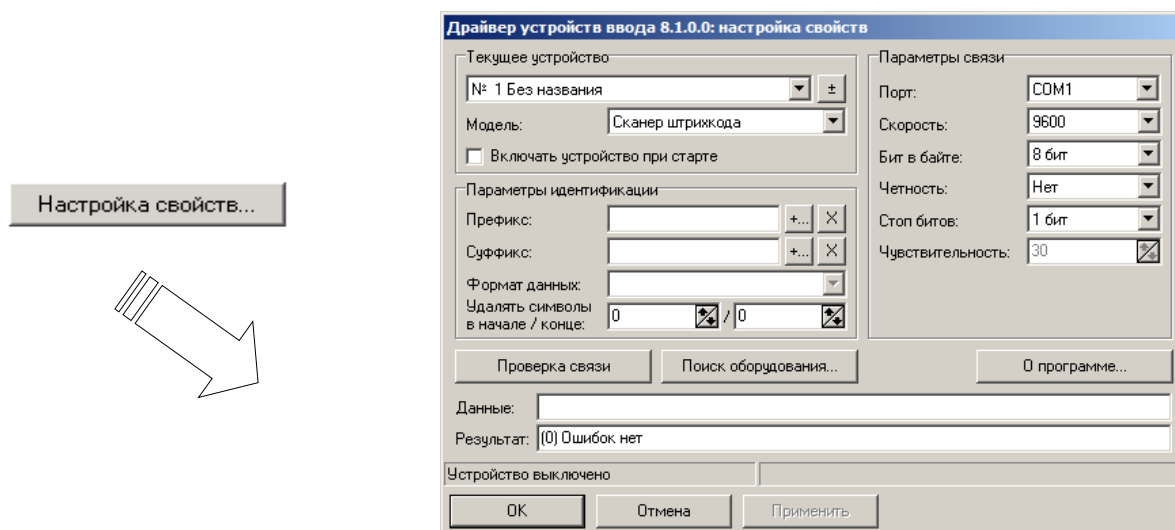 Настройка свойств...
Драйвер устройств ввода 8.1.0.0: настройка свойств
Текущее устройство
№ 1 Без названия
±
Модель:
Сканер штрихкода
Включать устройство при старте
Параметры идентификации
Префикс:
+... X
Суффикс:
+... X
Формат данных:
Удалять символы
в начале / конце:
0 / 0
Параметры связи
Порт: COM1
Скорость: 9600
Бит в байте: 8 бит
Четность: Нет
Стоп битов: 1 бит
Чувствительность: 30
Проверка связи
Поиск оборудования...
О программе...
Данные:
Результат: (0) Ошибок нет
Устройство выключено
OK
Отмена
Применить